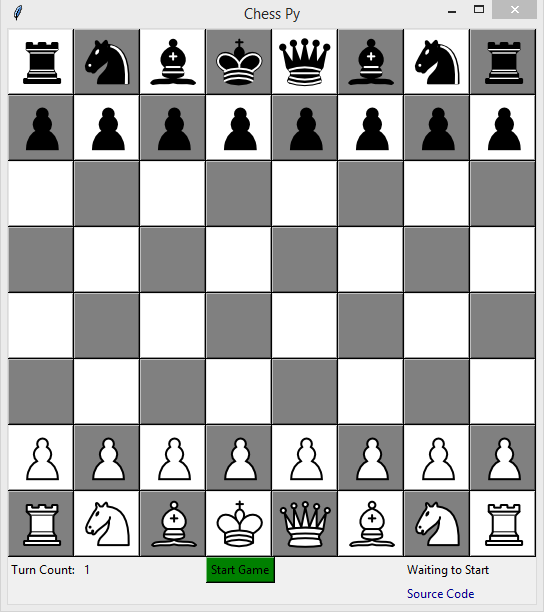 Chess Py
Turn Count: 1
Start Game
Waiting to Start
Source Code